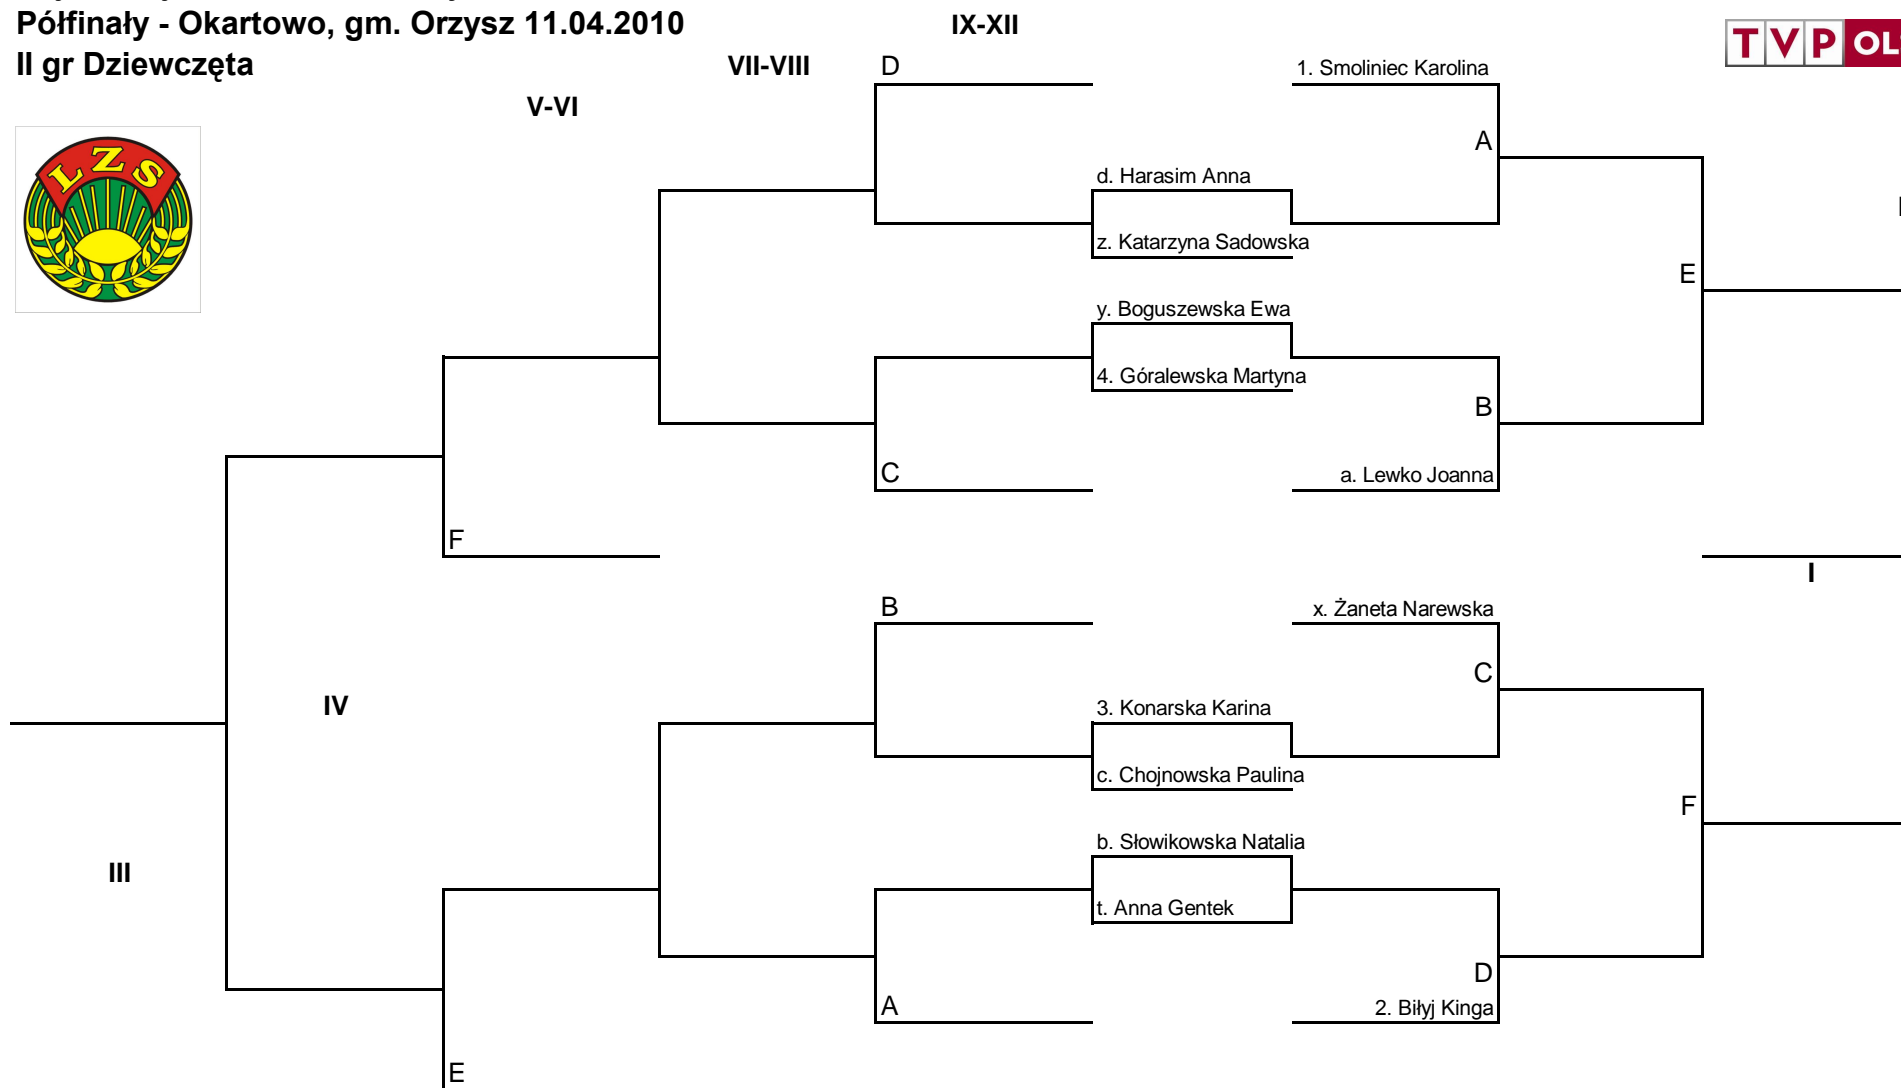 Półfinały - Okartowo, gm. Orzysz 11.04.2010
IX-XII
II gr Dziewczęta
VII-VIII
D
1. Smoliniec Karolina
TVP OL
V-VI
LZS
A
d. Harasim Anna
z. Katarzyna Sadowska
E
y. Boguszewska Ewa
4. Góralewska Martyna
B
C
a. Lewko Joanna
F
I
B
x. Żaneta Narewska
C
IV
3. Konarska Karina
c. Chojnowska Paulina
F
b. Słowikowska Natalia
III
t. Anna Gentek
D
A
2. Biłyj Kinga
E